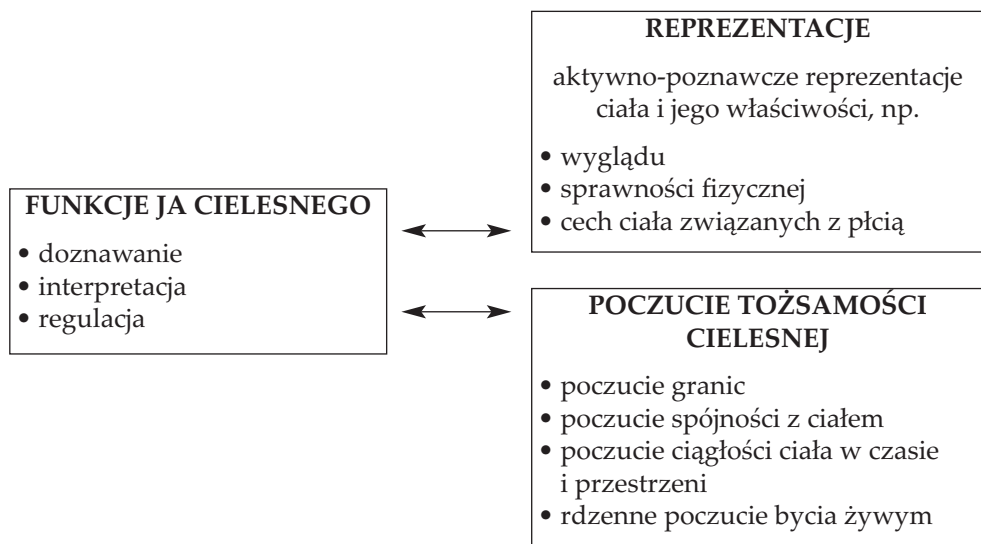 FUNKCJE JA CIELESNEGO
• doznawanie
• interpretacja
• regulacja
REPREZENTACJE
aktywno-poznawcze reprezentacje
ciała i jego właściwości, np.
• wyglądu
• sprawności fizycznej
• cech ciała związanych z płcią
POCZUCIE TOŻSAMOŚCI
CIELESNEJ
• poczucie granic
• poczucie spójności z ciałem
• poczucie ciągłości ciała w czasie
i przestrzeni
• rdzenne poczucie bycia żywym